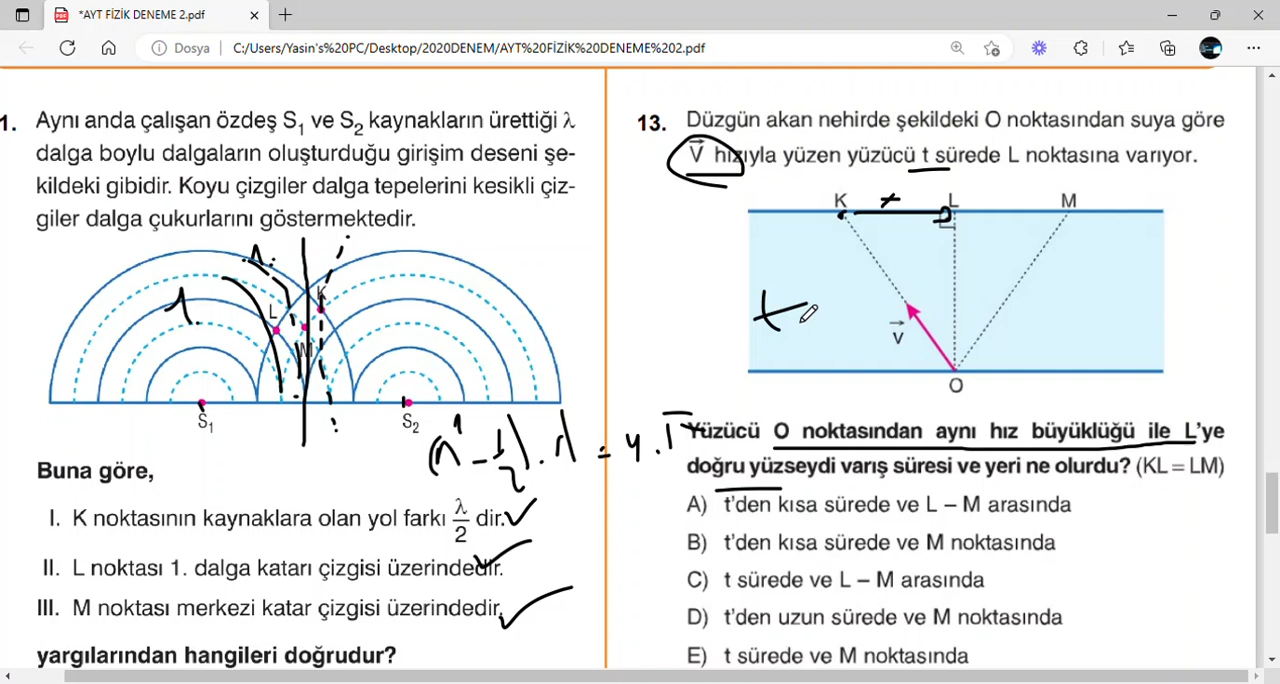 *AYT FİZİK DENEME 2.pdf
Dosya
C:/Users/Yasin's%20PC/Desktop/2020DENEM/AYT%20FİZİK%20DENEME%202.pdf
1. Aynı anda çalışan özdeş S1 ve S2 kaynakların ürettiği λ
dalga boylu dalgaların oluşturduğu girişim deseni şe-
kildeki gibidir. Koyu çizgiler dalga tepelerini kesikli çiz-
giler dalga çukurlarını göstermektedir.
1.
1.
L
K
M
S1
S2
Buna göre,
I. K noktasının kaynaklara olan yol farkı λ/2 dir.
II. L noktası 1. dalga katarı çizgisi üzerindedir.
III. M noktası merkezi katar çizgisi üzerindedir.
yargılarından hangileri doğrudur?
13. Düzgün akan nehirde şekildeki O noktasından suya göre
V hızıyla yüzen yüzücü t sürede L noktasına varıyor.
K
L
M
t
V
O
Yüzücü O noktasından aynı hız büyüklüğü ile L'ye
doğru yüzseydi varış süresi ve yeri ne olurdu? (KL = LM)
A) t'den kısa sürede ve L – M arasında
B) t'den kısa sürede ve M noktasında
C) t sürede ve L – M arasında
D) t'den uzun sürede ve M noktasında
E) t sürede ve M noktasında